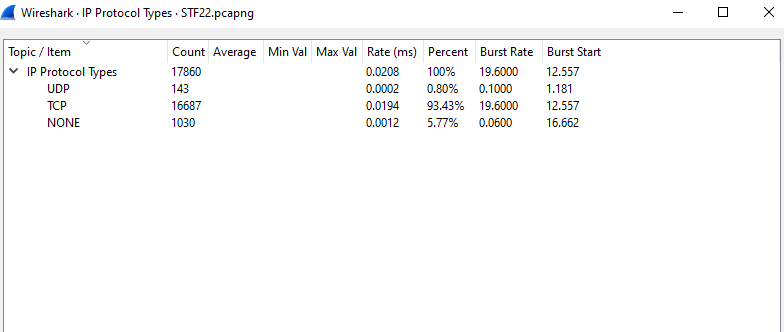 Wireshark · IP Protocol Types · STF22.pcapng
Topic / Item Count Average Min Val Max Val Rate (ms) Percent Burst Rate Burst Start
IP Protocol Types 17860 0.0208 100% 19.6000 12.557
UDP 143 0.0002 0.80% 0.1000 1.181
TCP 16687 0.0194 93.43% 19.6000 12.557
NONE 1030 0.0012 5.77% 0.0600 16.662